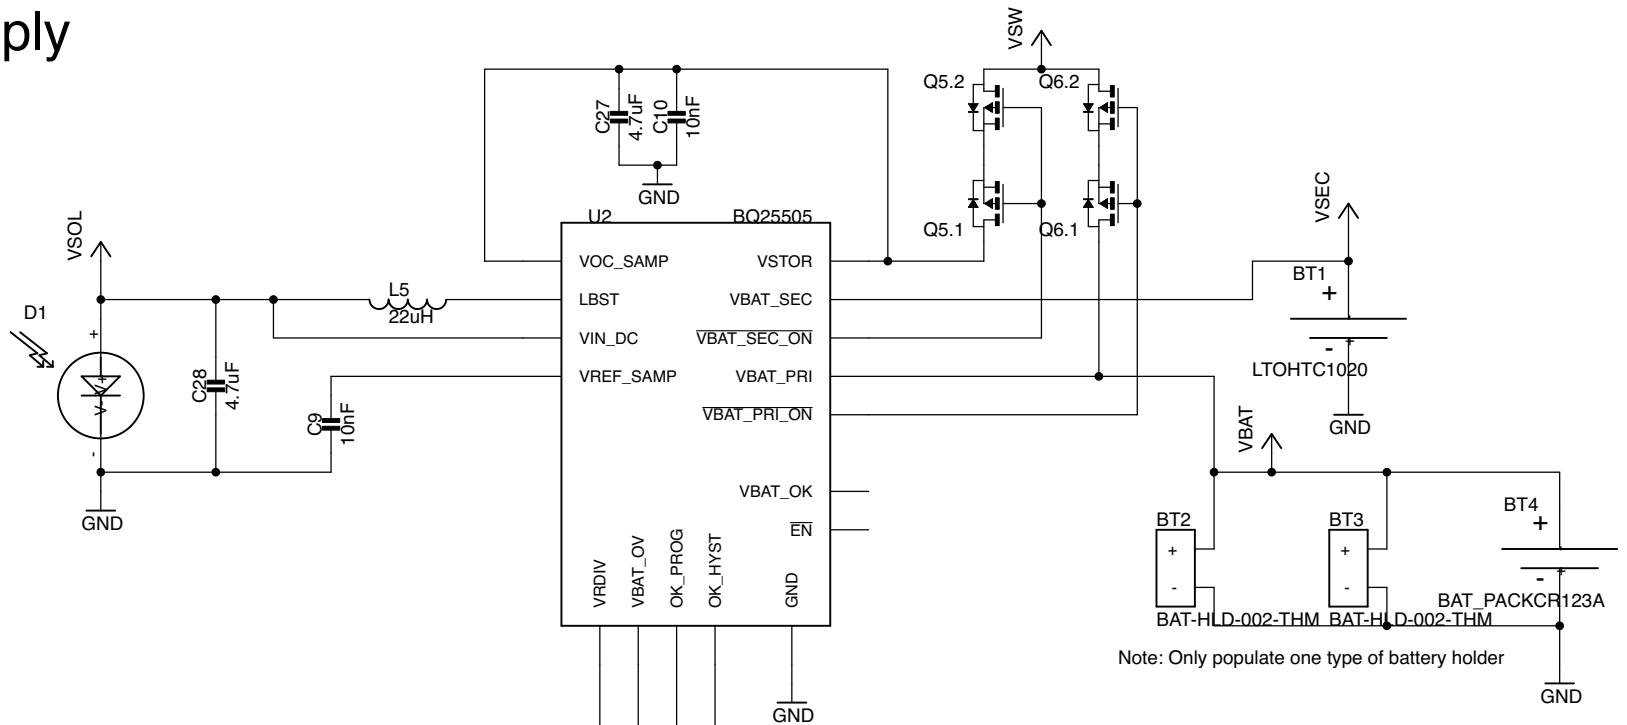 ply
VSW
Q5.2
Q6.2
C27
4.7uF
C10
10nF
GND
Q5.1
Q6.1
VSEC
U2
BQ25505
VSOL
VOC_SAMP
VSTOR
BT1
+
L5
22uH
LBST
VBAT_SEC
D1
+
VIN_DC
VBAT_SEC_ON
-
LTOHTC1020
C28
4.7uF
V+
V-
VREF_SAMP
VBAT_PRI
C9
10nF
VBAT_PRI_ON
GND
VBAT
-
GND
VBAT_OK
EN
BT2
+
-
BAT-HLD-002-THM
BT3
+
-
BAT-HLD-002-THM
BT4
+
-
BAT_PACKCR123A
VRDIV
VBAT_OV
OK_PROG
OK_HYST
GND
Note: Only populate one type of battery holder
GND
GND